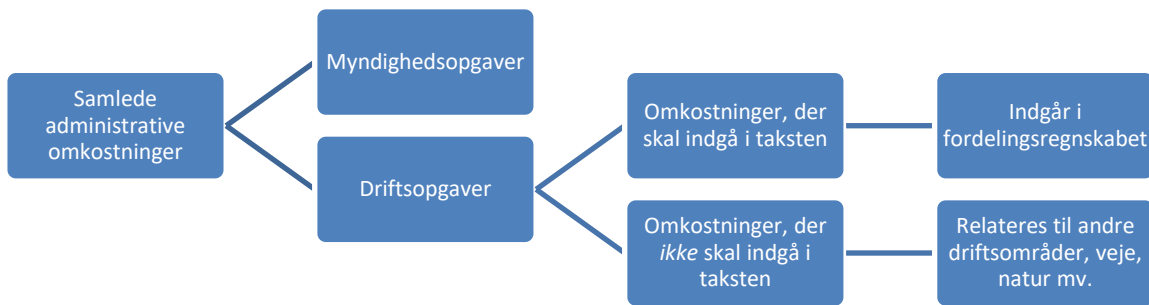 Samlede
administrative
omkostninger
Myndighedsopgaver
Driftsopgaver
Omkostninger, der
skal indgå i taksten
Indgår i
fordelingsregnskabet
Omkostninger, der
ikke skal indgå i
taksten
Relateres til andre
driftsområder, veje,
natur mv.